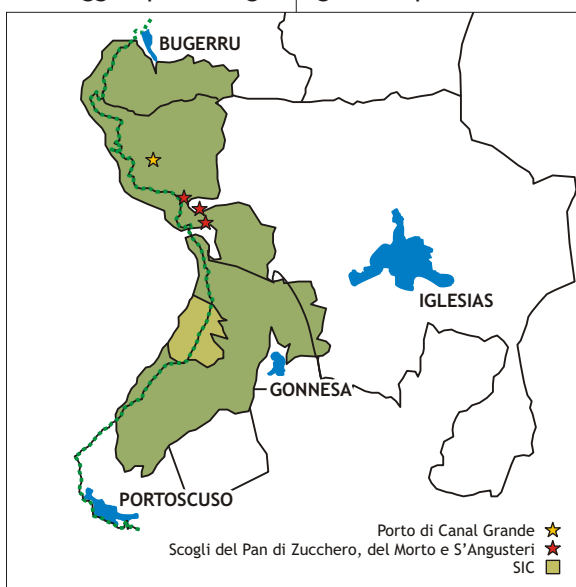 BUGERRU
IGLESIAS
GONNESA
PORTOSCUSO
Porto di Canal Grande
Scogli del Pan di Zucchero, del Morto e S'Angusteri
SIC